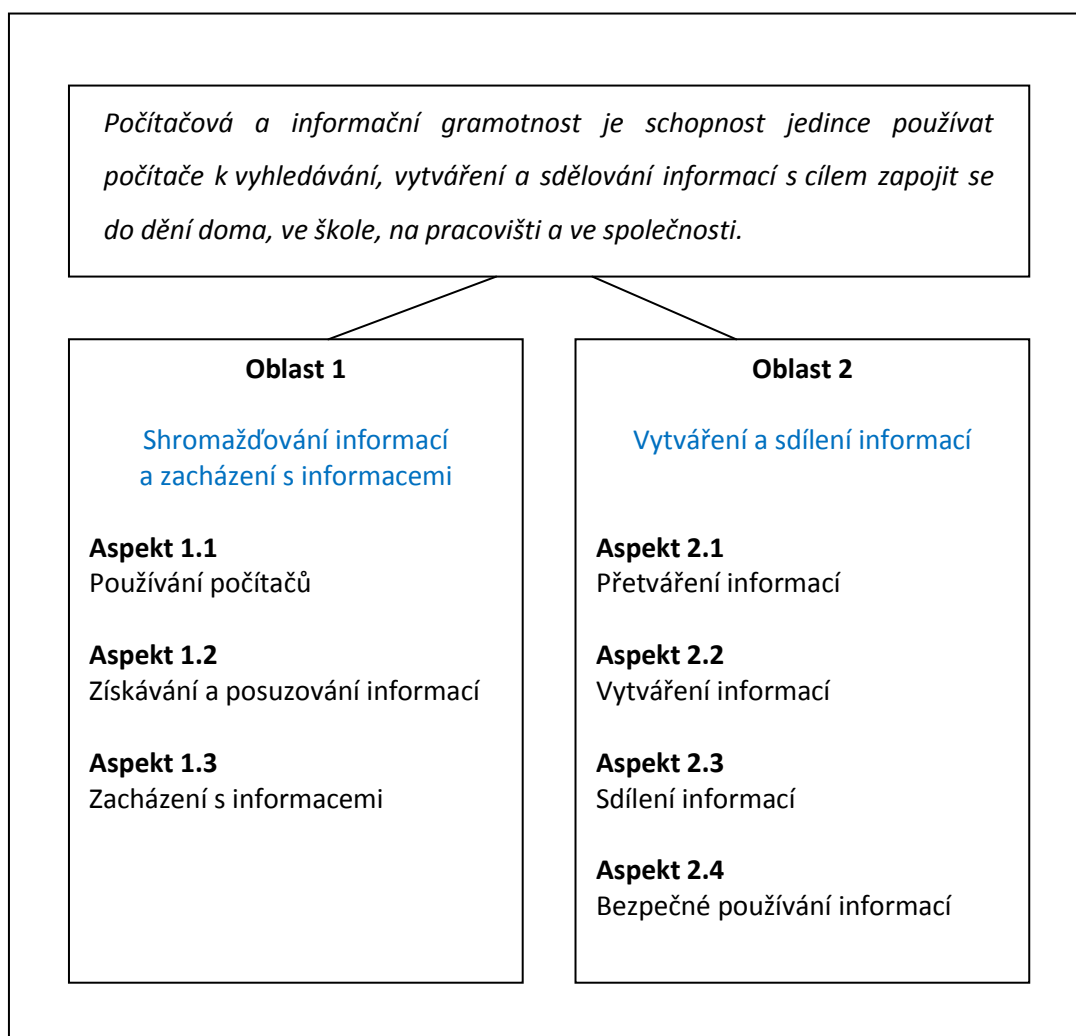 Počítačová a informační gramotnost je schopnost jedince používat
počítače k vyhledávání, vytváření a sdělování informací s cílem zapojit se
do dění doma, ve škole, na pracovišti a ve společnosti.
Oblast 1
Shromažďování informací
a zacházení s informacemi
Aspekt 1.1
Používání počítačů
Aspekt 1.2
Získávání a posuzování informací
Aspekt 1.3
Zacházení s informacemi
Oblast 2
Vytváření a sdílení informací
Aspekt 2.1
Přetváření informací
Aspekt 2.2
Vytváření informací
Aspekt 2.3
Sdílení informací
Aspekt 2.4
Bezpečné používání informací